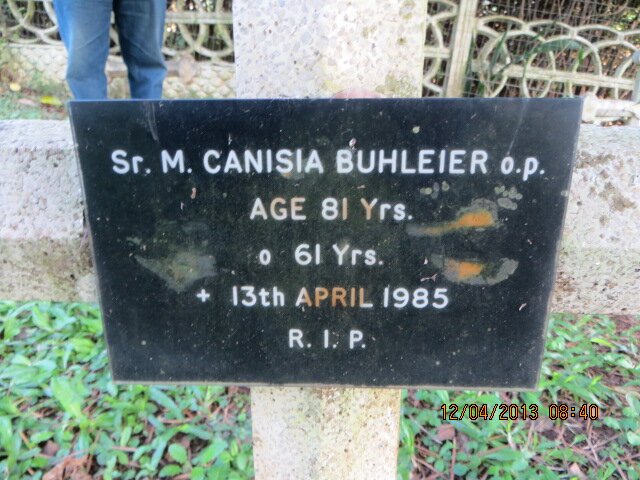 Sr. M. CANISIA BUHLEIER o.p.
AGE 81 Yrs.
o 61 Yrs.
+ 13th APRIL 1985
R. I. P.
12/04/2013 08:40